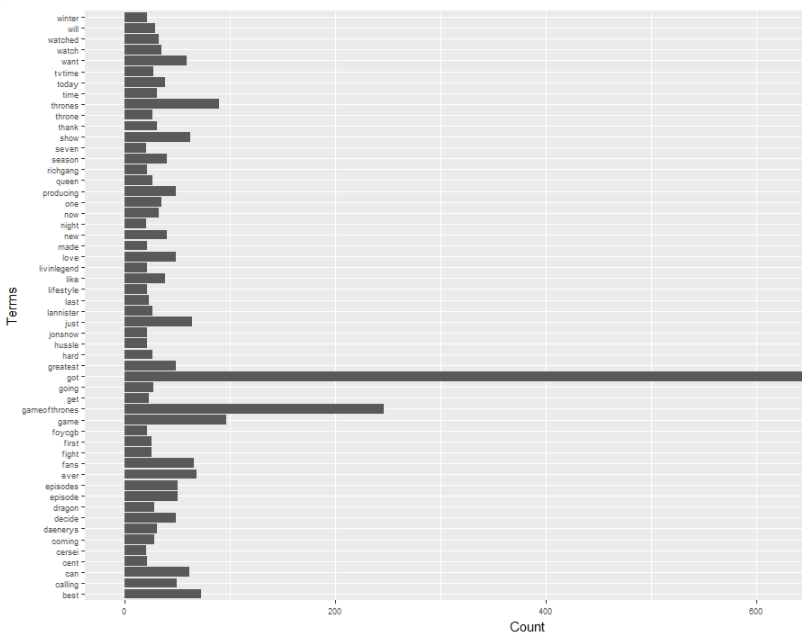 winter
will
watched
watch
want
tvtime
today
time
thrones
throne
thank
show
seven
season
richgang
queen
producing
one
now
night
new
made
love
livinlegend
like
lifestyle
last
lannister
just
jonsnow
hussle
hard
greatest
got
going
get
gameofthrones
game
foycgb
first
fight
fans
ever
episodes
episode
dragon
decide
daenerys
coming
cersei
cent
can
calling
best
Terms
0 200 400 600
Count